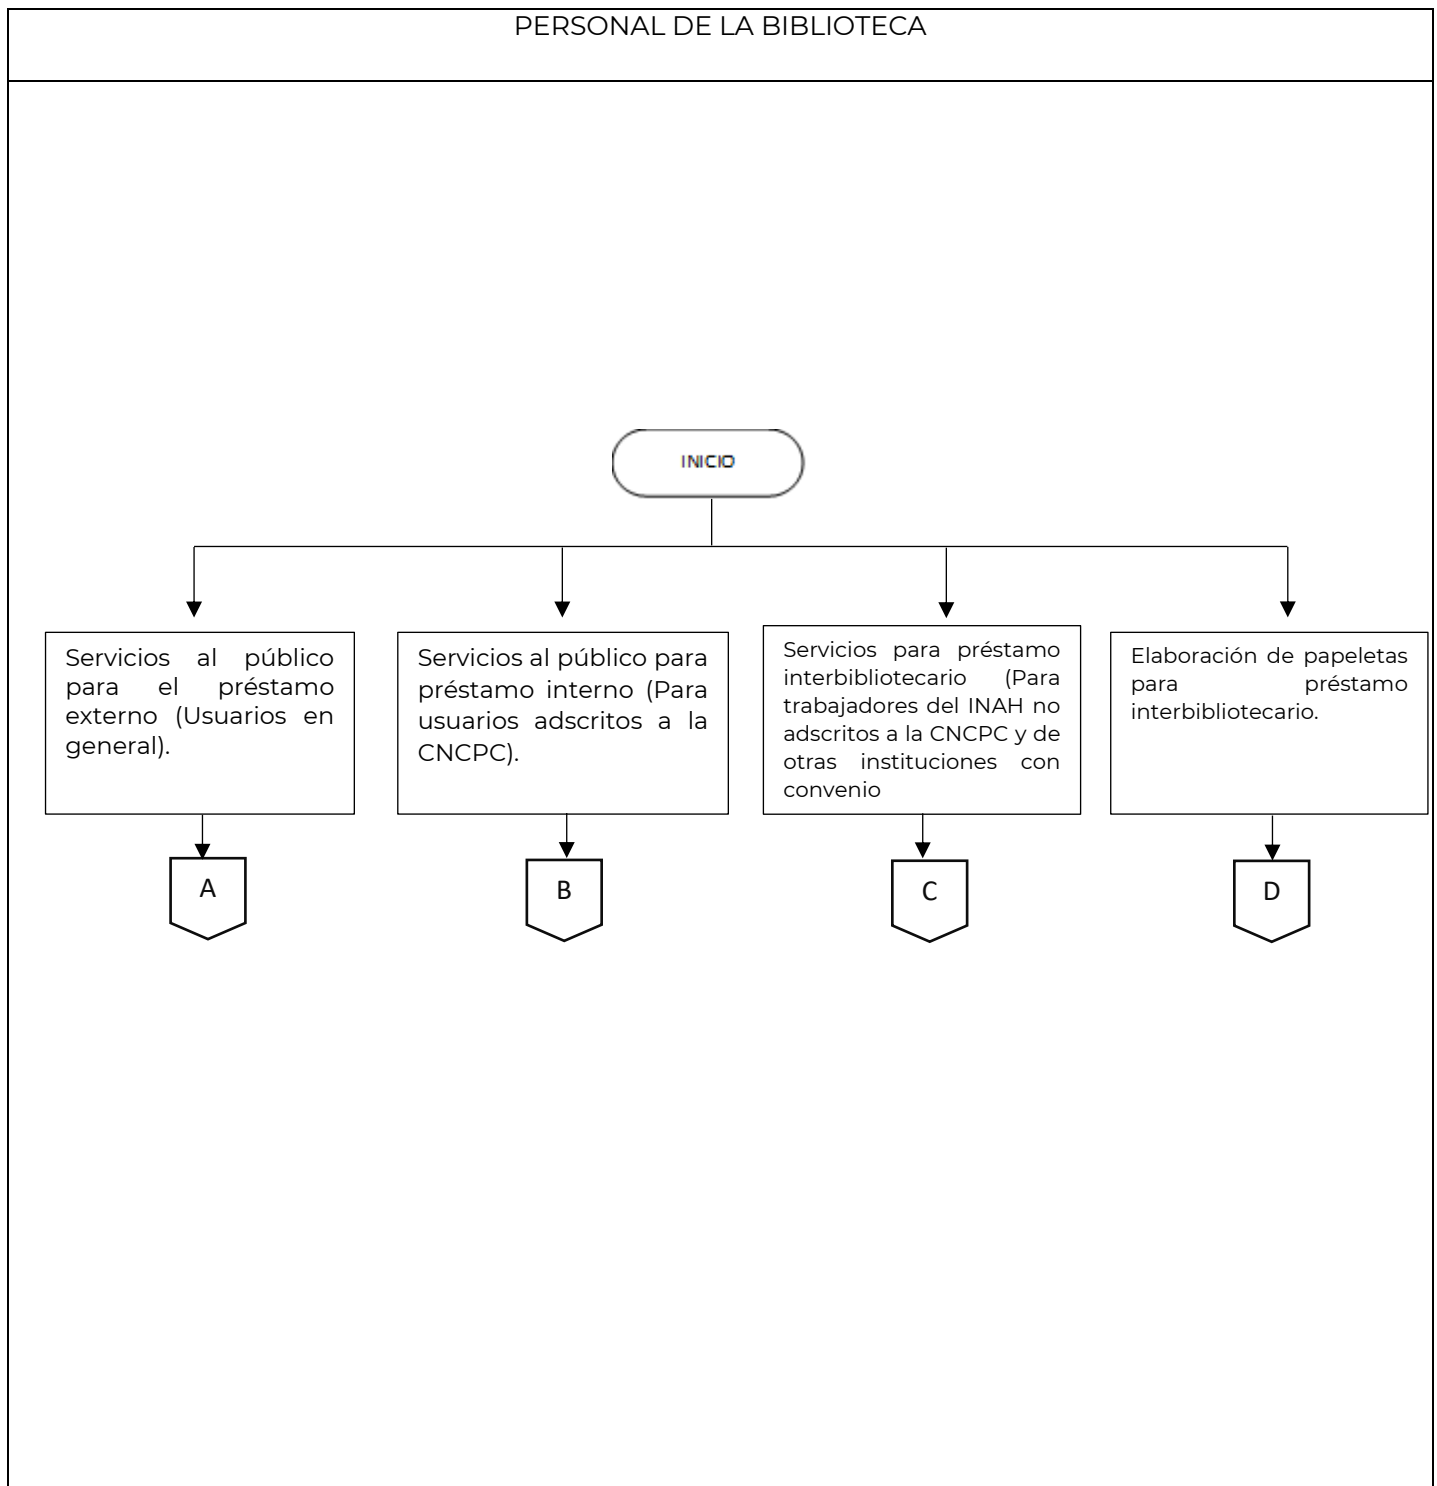 PERSONAL DE LA BIBLIOTECA
INICIO
Servicios al público
para el préstamo
externo (Usuarios en
general).
Servicios al público para
préstamo interno (Para
usuarios adscritos a la
CNCPC).
Servicios para préstamo
interbibliotecario (Para
trabajadores del INAH no
adscritos a la CNCPC y de
otras instituciones con
convenio
Elaboración de papeletas
para préstamo
interbibliotecario.
A
B
C
D